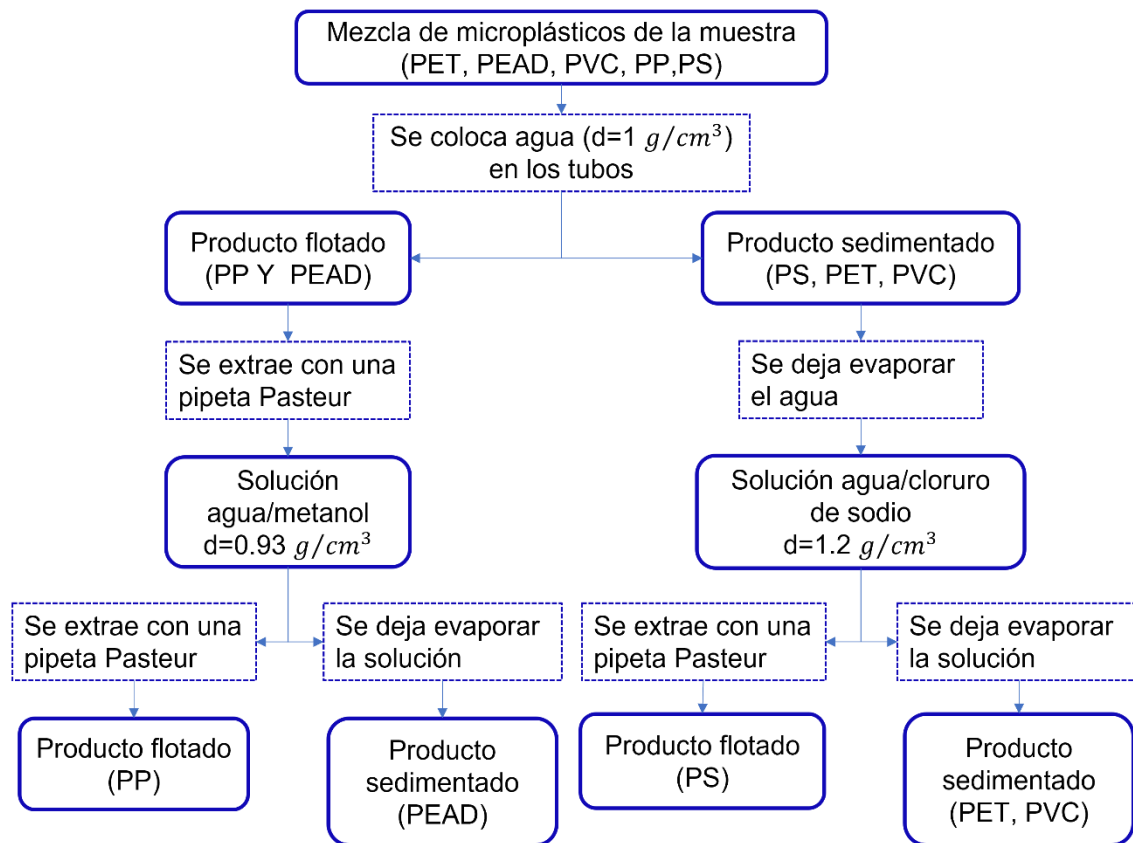 Mezcla de microplásticos de la muestra
(PET, PEAD, PVC, PP,PS)
Se coloca agua (d=1 g/cm³)
en los tubos
Producto flotado
(PP Y PEAD)
Producto sedimentado
(PS, PET, PVC)
Se extrae con una
pipeta Pasteur
Se deja evaporar
el agua
Solución
agua/metanol
d=0.93 g/cm³
Solución agua/cloruro
de sodio
d=1.2 g/cm³
Se extrae con una
pipeta Pasteur
Se deja evaporar
la solución
Se extrae con una
pipeta Pasteur
Se deja evaporar
la solución
Producto flotado
(PP)
Producto
sedimentado
(PEAD)
Producto flotado
(PS)
Producto
sedimentado
(PET, PVC)